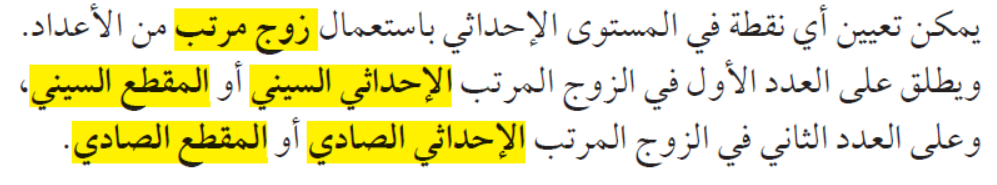 يمكن تعيين أي نقطة في المستوى الإحداثي باستعمال زوج مرتب من الأعداد.
ويطلق على العدد الأول في الزوج المرتب الإحداثي السيني أو المقطع السيني،
وعلى العدد الثاني في الزوج المرتب الإحداثي الصادي أو المقطع الصادي.